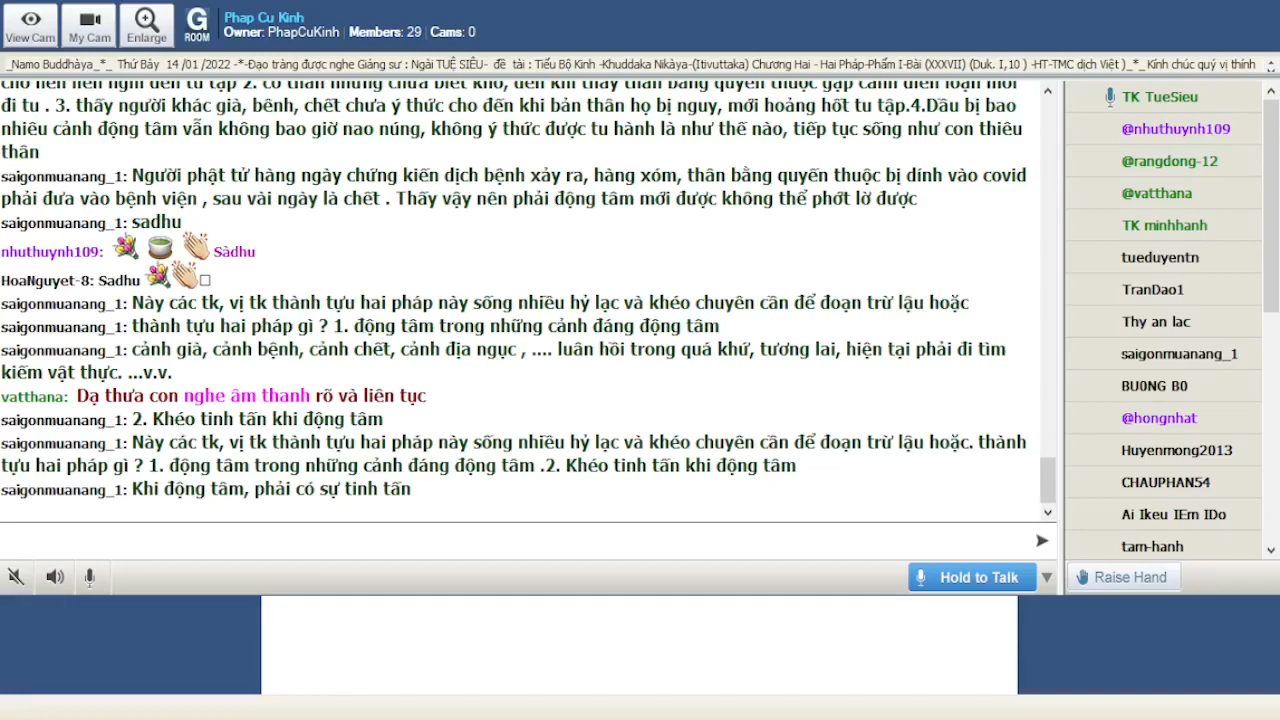 Phap Cu Kinh
Owner: PhapCuKinh | Members: 29 | Cams: 0
View Cam
My Cam
Enlarge
G
ROOM
_Namo Buddhàya_*_ Thứ Bảy 14 /01 /2022 -*-Đạo tràng được nghe Giảng sư : Ngài TUỆ SIÊU- đề tài : Tiểu Bộ Kinh -Khuddaka Nikàya-(Itivuttaka) Chương Hai - Hai Pháp-Phẩm I-Bài (XXXVII) (Duk. I,10 ) -HT-TMC dịch Việt )_*_Kính chúc quý vị thính
đi tu . 3. thấy người khác già, bênh, chết chưa ý thức cho đến khi bản thân họ bị nguy, mới hoảng hốt tu tập.4.Dầu bị bao
nhiêu cảnh động tâm vẫn không bao giờ nao núng, không ý thức được tu hành là như thế nào, tiếp tục sống như con thiêu
thân
saigonmuanang_1: Người phật tử hàng ngày chứng kiến dịch bệnh xảy ra, hàng xóm, thân bằng quyến thuộc bị dính vào covid
phải đưa vào bệnh viện , sau vài ngày là chết . Thấy vậy nên phải động tâm mới được không thể phớt lờ được
saigonmuanang_1: sadhu
nhuthuynh109: Sàdhu
HoaNguyet-8: Sadhu
saigonmuanang_1: Này các tk, vị tk thành tựu hai pháp này sống nhiều hỷ lạc và khéo chuyên cần để đoạn trừ lậu hoặc
saigonmuanang_1: thành tựu hai pháp gì ? 1. động tâm trong những cảnh đáng động tâm
saigonmuanang_1: cảnh già, cảnh bệnh, cảnh chết, cảnh địa ngục , .... luân hồi trong quá khứ, tương lai, hiện tại phải đi tìm
kiếm vật thực. ...v.v.
vatthana: Dạ thưa con nghe âm thanh rõ và liên tục
saigonmuanang_1: 2. Khéo tinh tấn khi động tâm
saigonmuanang_1: Này các tk, vị tk thành tựu hai pháp này sống nhiều hỷ lạc và khéo chuyên cần để đoạn trừ lậu hoặc. thành
tựu hai pháp gì ? 1. động tâm trong những cảnh đáng động tâm .2. Khéo tinh tấn khi động tâm
saigonmuanang_1: Khi động tâm, phải có sự tinh tấn
TK TueSieu
@nhuthuynh109
@rangdong-12
@vatthana
TK minhhanh
tueduyentn
TranDao1
Thy an lac
saigonmuanang_1
BU0NG B0
@hongnhat
Huyenmong2013
CHAUPHAN54
Ai Ikeu IEm IDo
tam-hanh
Hold to Talk
Raise Hand